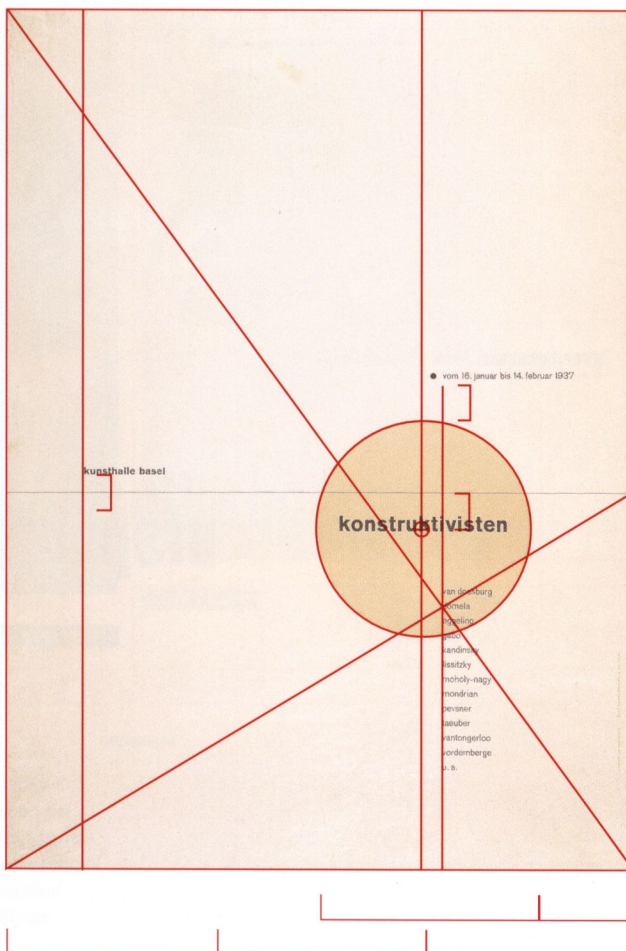 vom 16. januar bis 14. februar 1937
kunsthalle basel
konstruktivisten
van doesburg
domela
eggeling
gabo
kandinsky
lissitzky
moholy-nagy
mondrian
pevsner
taeuber
vantongerloo
vordemberge
u. a.